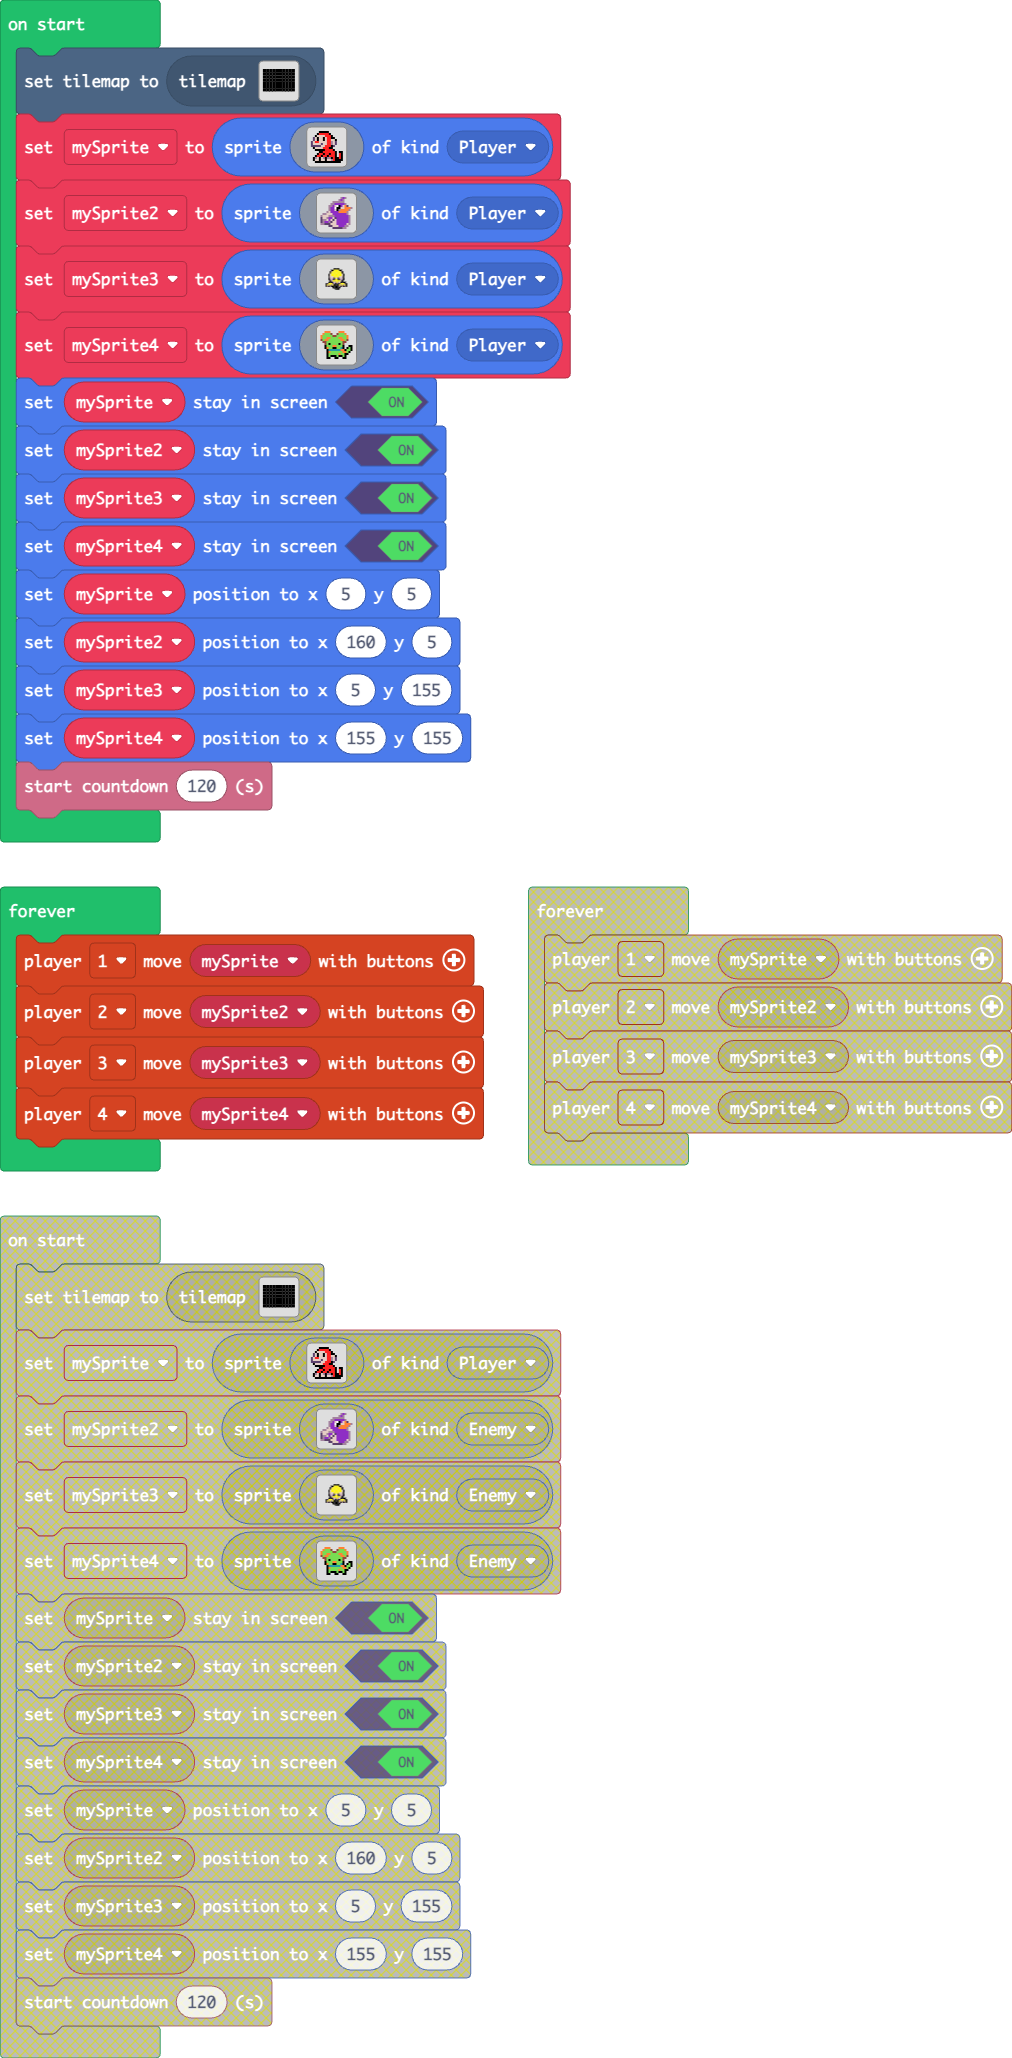 on start
set tilemap to tilemap
set mySprite to sprite of kind Player
set mySprite2 to sprite of kind Player
set mySprite3 to sprite of kind Player
set mySprite4 to sprite of kind Player
set mySprite stay in screen ON
set mySprite2 stay in screen ON
set mySprite3 stay in screen ON
set mySprite4 stay in screen ON
set mySprite position to x 5 y 5
set mySprite2 position to x 160 y 5
set mySprite3 position to x 5 y 155
set mySprite4 position to x 155 y 155
start countdown 120 (s)
forever
player 1 move mySprite with buttons
player 2 move mySprite2 with buttons
player 3 move mySprite3 with buttons
player 4 move mySprite4 with buttons
forever
player 1 move mySprite with buttons
player 2 move mySprite2 with buttons
player 3 move mySprite3 with buttons
player 4 move mySprite4 with buttons
on start
set tilemap to tilemap
set mySprite to sprite of kind Player
set mySprite2 to sprite of kind Enemy
set mySprite3 to sprite of kind Enemy
set mySprite4 to sprite of kind Enemy
set mySprite stay in screen ON
set mySprite2 stay in screen ON
set mySprite3 stay in screen ON
set mySprite4 stay in screen ON
set mySprite position to x 5 y 5
set mySprite2 position to x 160 y 5
set mySprite3 position to x 5 y 155
set mySprite4 position to x 155 y 155
start countdown 120 (s)